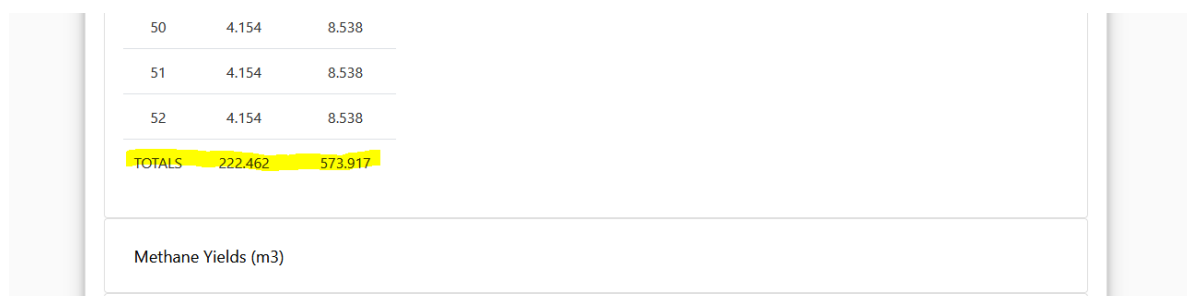 50 4.154 8.538
51 4.154 8.538
52 4.154 8.538
TOTALS 222.462 573.917
Methane Yields (m3)